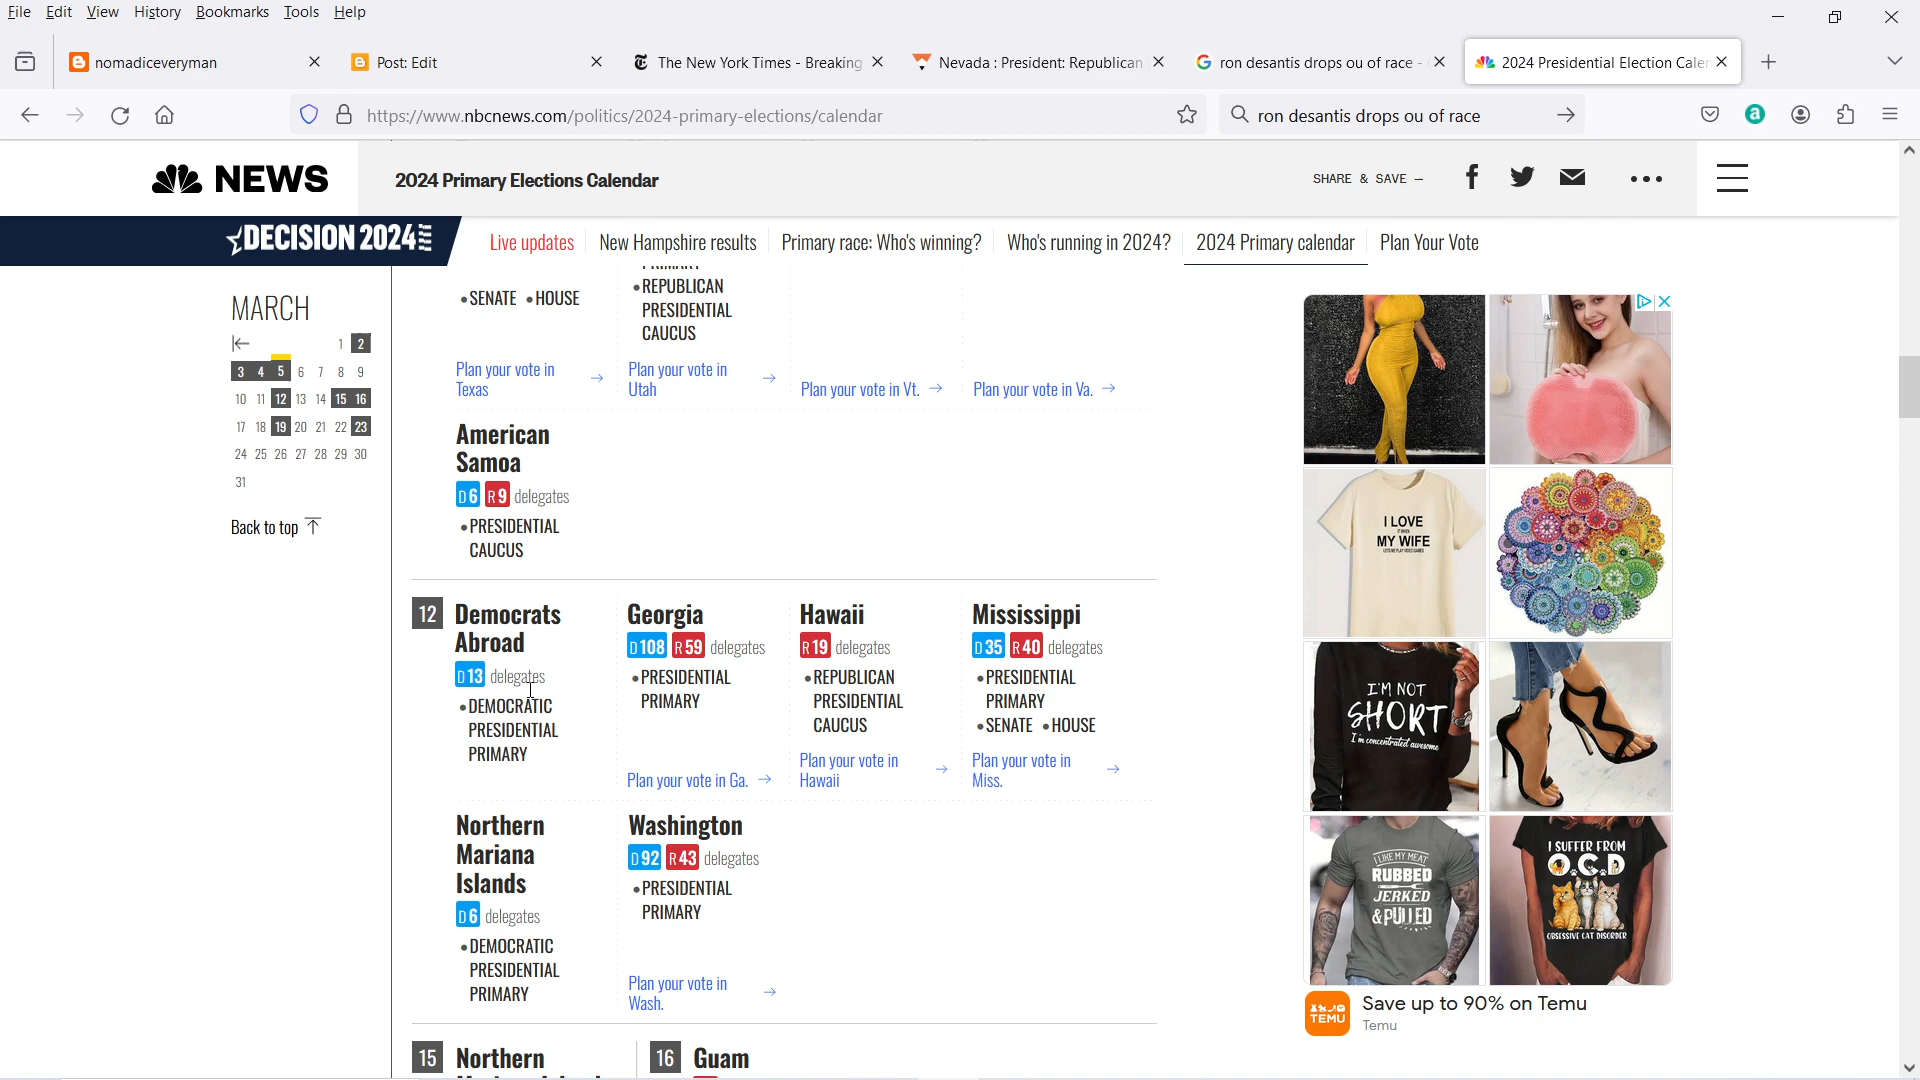 File Edit View History Bookmarks Tools Help
nomadiceveryman
Post: Edit
The New York Times - Breaking
Nevada : President: Republican
ron desantis drops ou of race -
2024 Presidential Election Caler
https://www.nbcnews.com/politics/2024-primary-elections/calendar
ron desantis drops ou of race
NEWS
2024 Primary Elections Calendar
SHARE & SAVE —
DECISION 2024
Live updates
New Hampshire results
Primary race: Who's winning?
Who's running in 2024?
2024 Primary calendar
Plan Your Vote
MARCH
1 2
3 4 5 6 7 8 9
10 11 12 13 14 15 16
17 18 19 20 21 22 23
24 25 26 27 28 29 30
31
Back to top
•SENATE •HOUSE
Plan your vote in
Texas
•REPUBLICAN
PRESIDENTIAL
CAUCUS
Plan your vote in
Utah
Plan your vote in Vt.
Plan your vote in Va.
American
Samoa
D6 R9 delegates
•PRESIDENTIAL
CAUCUS
12
Democrats
Abroad
D13 delegates
•DEMOCRATIC
PRESIDENTIAL
PRIMARY
Georgia
D108 R59 delegates
•PRESIDENTIAL
PRIMARY
Plan your vote in Ga.
Hawaii
R19 delegates
•REPUBLICAN
PRESIDENTIAL
CAUCUS
Plan your vote in
Hawaii
Mississippi
D35 R40 delegates
•PRESIDENTIAL
PRIMARY
•SENATE •HOUSE
Plan your vote in
Miss.
Northern
Mariana
Islands
D6 delegates
•DEMOCRATIC
PRESIDENTIAL
PRIMARY
Washington
D92 R43 delegates
•PRESIDENTIAL
PRIMARY
Plan your vote in
Wash.
15 Northern
16 Guam
I LOVE
IT WHEN
MY WIFE
LETS ME PLAY VIDEO GAMES
I'M NOT
SHORT
I'm concentrated awesome
I LIKE MY MEAT
RUBBED
JERKED
& PULLED
I SUFFER FROM
O.C.D
OBSESSIVE CAT DISORDER
TEMU
Save up to 90% on Temu
Temu